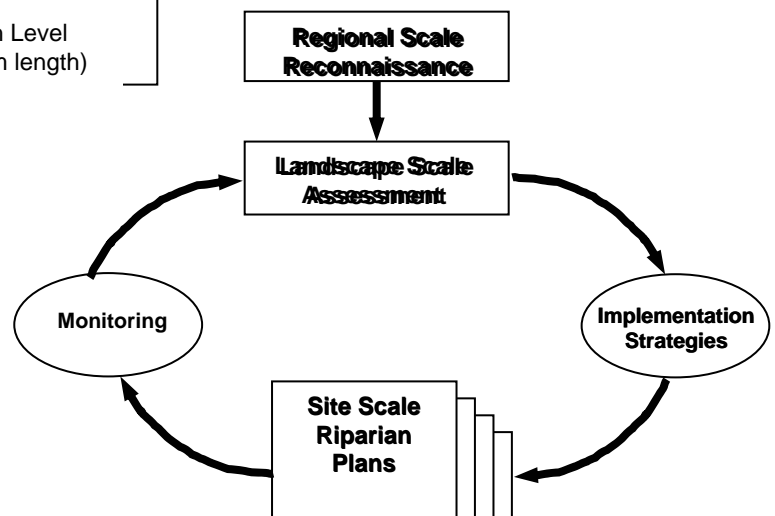 Level
length)
Regional Scale
Reconnaissance
Landscape Scale
Assessment
Monitoring
Implementation
Strategies
Site Scale
Riparian
Plans